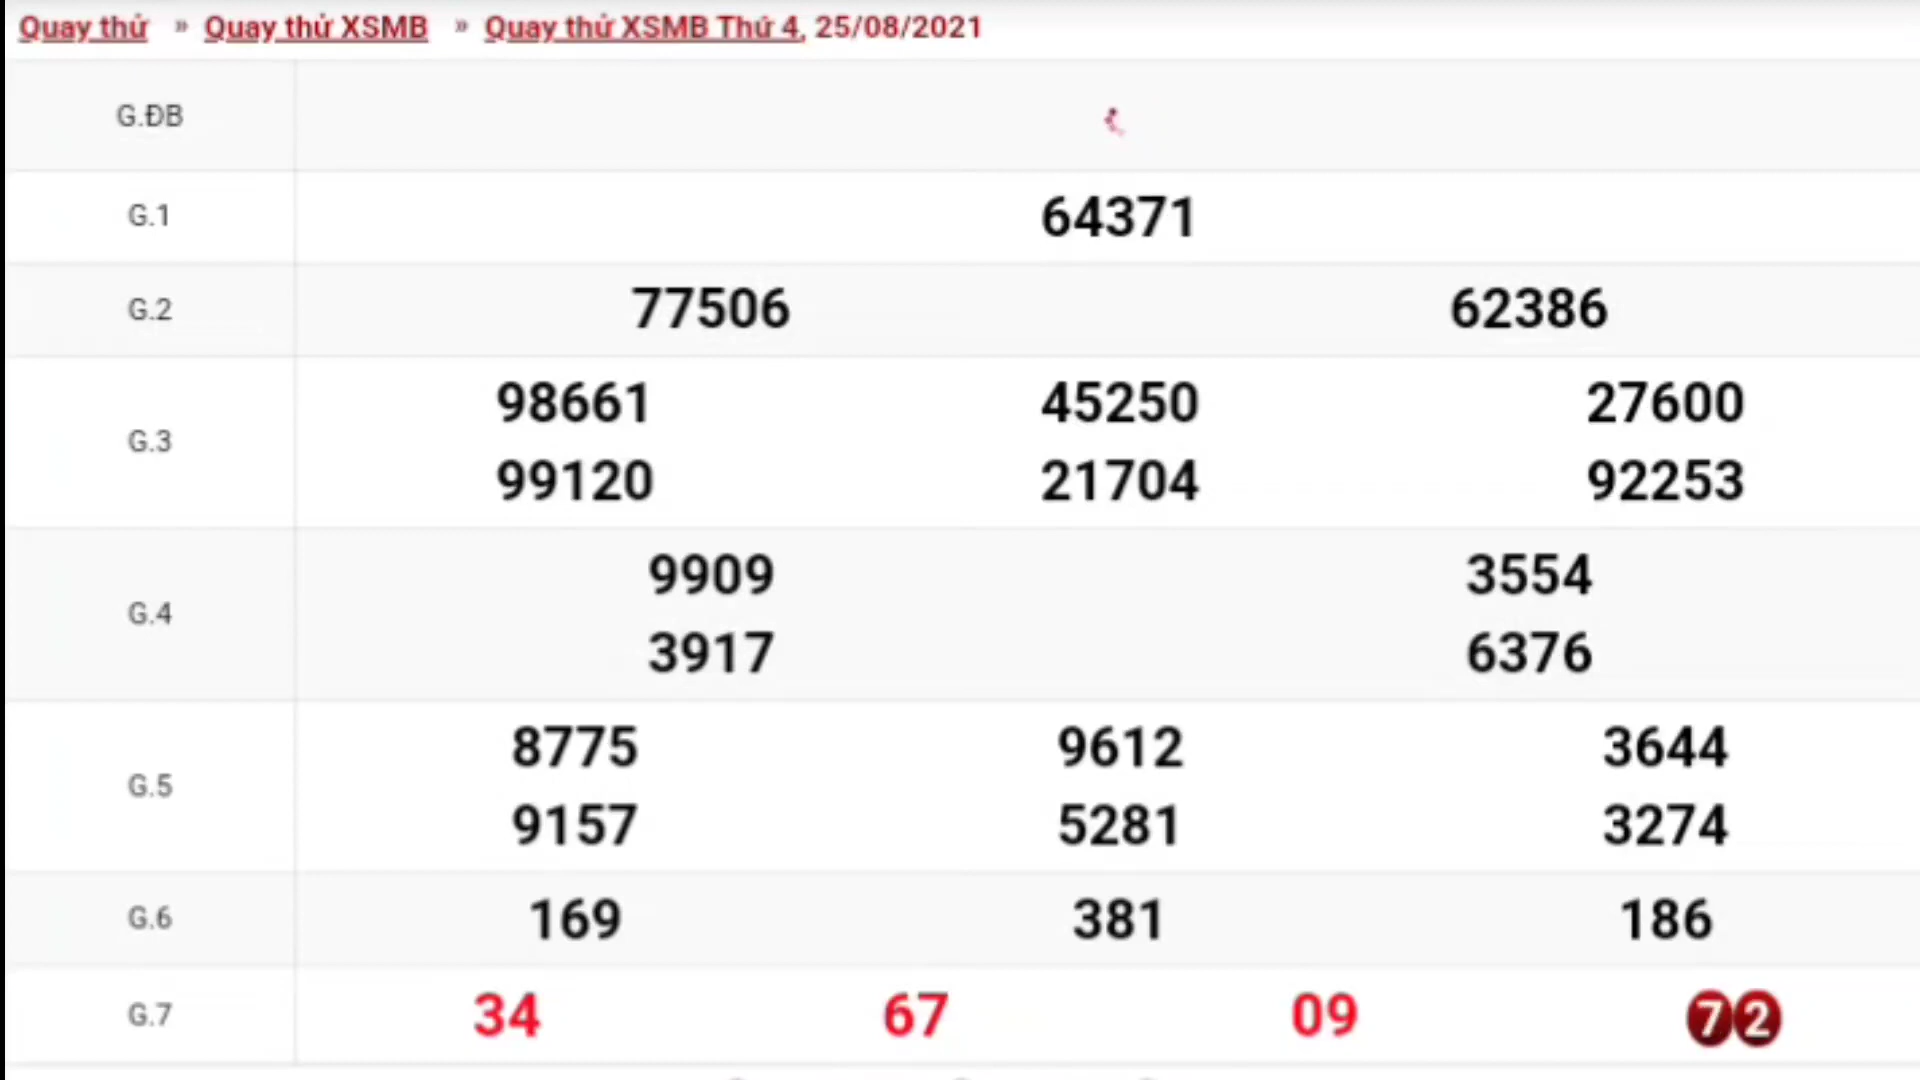 Quay thử » Quay thử XSMB » Quay thử XSMB Thứ 4, 25/08/2021
G.ĐB
G.1 64371
G.2 77506 62386
G.3 98661 45250 27600
99120 21704 92253
G.4 9909 3554
3917 6376
G.5 8775 9612 3644
9157 5281 3274
G.6 169 381 186
G.7 34 67 09 72